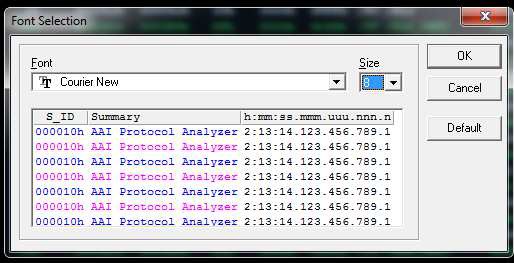 Font Selection
Font
Size
Courier New
8
OK
Cancel
Default
S_ID Summary h:mm:ss.mmm.uuu.nnn.n
000010h AAI Protocol Analyzer 2:13:14.123.456.789.1
000010h AAI Protocol Analyzer 2:13:14.123.456.789.1
000010h AAI Protocol Analyzer 2:13:14.123.456.789.1
000010h AAI Protocol Analyzer 2:13:14.123.456.789.1
000010h AAI Protocol Analyzer 2:13:14.123.456.789.1
000010h AAI Protocol Analyzer 2:13:14.123.456.789.1
000010h AAI Protocol Analyzer 2:13:14.123.456.789.1